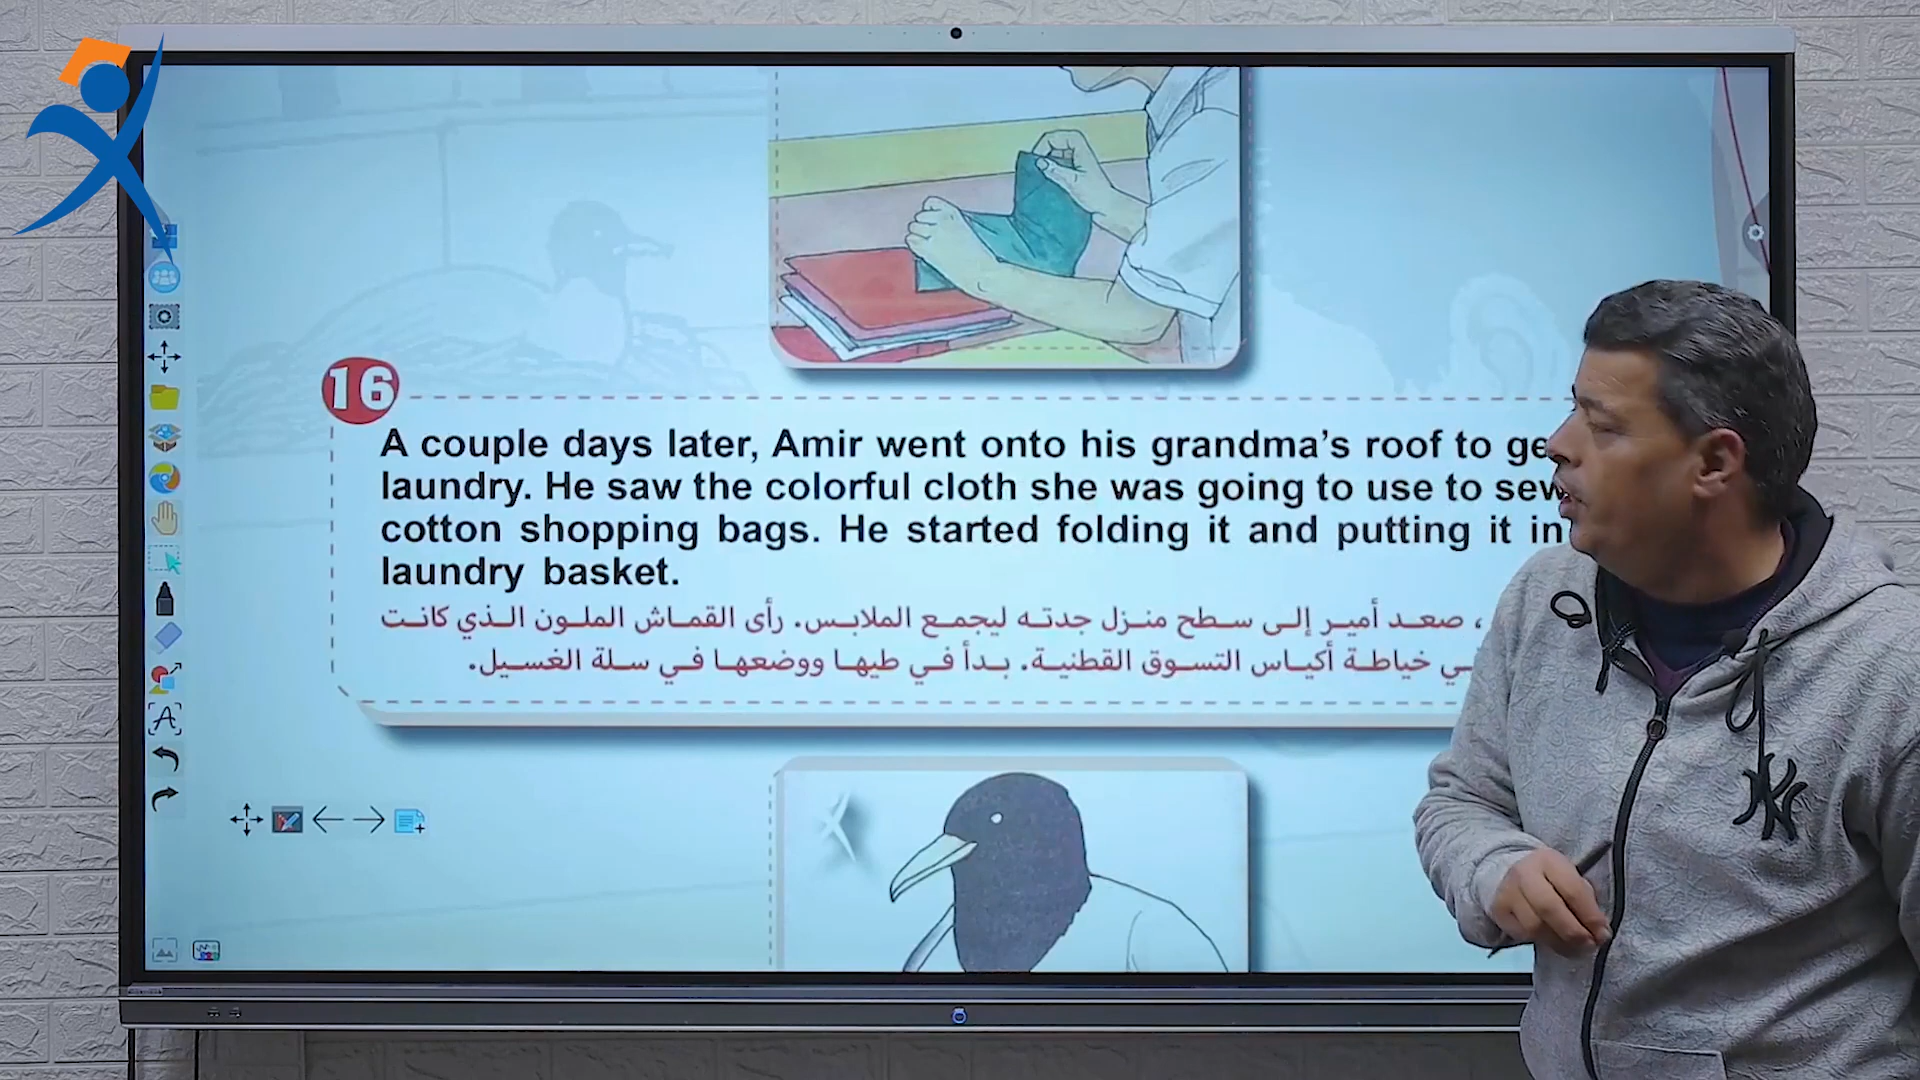 16
A couple days later, Amir went onto his grandma's roof to
laundry. He saw the colorful cloth she was going to use to sew
cotton shopping bags. He started folding it and putting it in
laundry basket.
، صعد أمير إلى سطح منزل جدته ليجمع الملابس. رأى القماش الملون الذي كانت
خياطة أكياس التسوق القطنية. بدأ في طيها ووضعها في سلة الغسيل.